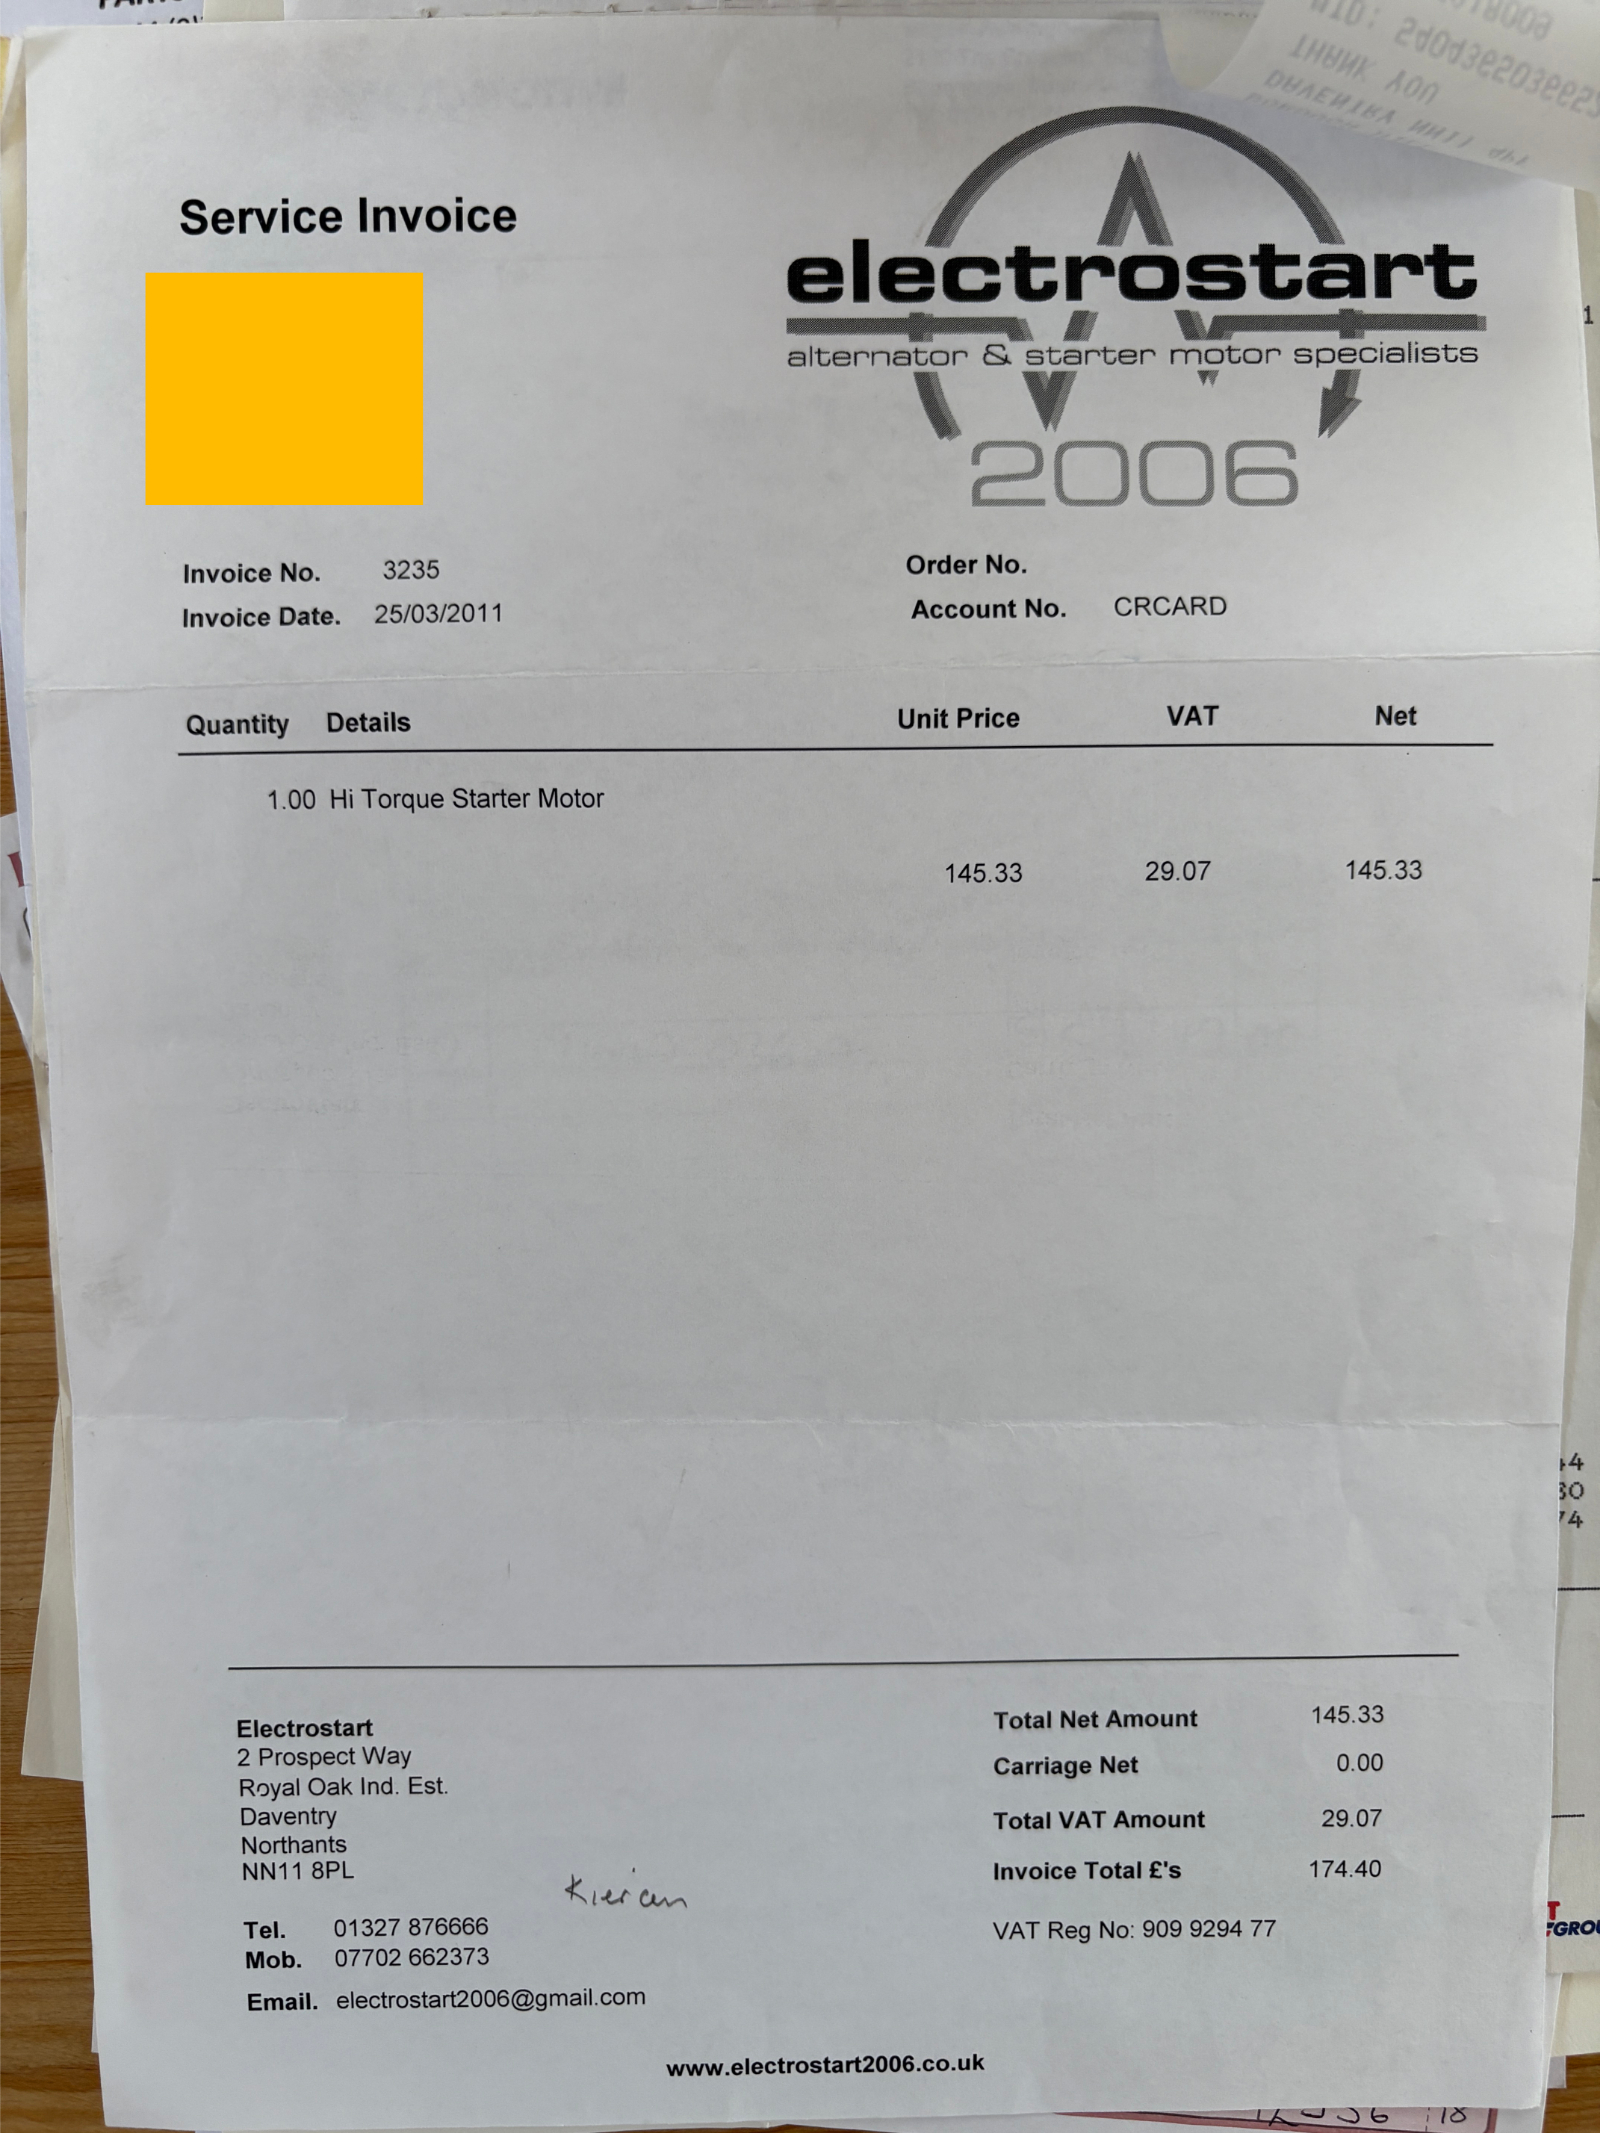 Service Invoice
electrostart
alternator & starter motor specialists
2006
Invoice No. 3235
Order No.
Invoice Date. 25/03/2011
Account No. CRCARD
Quantity Details Unit Price VAT Net
1.00 Hi Torque Starter Motor
145.33 29.07 145.33
Electrostart
2 Prospect Way
Royal Oak Ind. Est.
Daventry
Northants
NN11 8PL
Kieran
Tel. 01327 876666
Mob. 07702 662373
Email. electrostart2006@gmail.com
Total Net Amount 145.33
Carriage Net 0.00
Total VAT Amount 29.07
Invoice Total £'s 174.40
VAT Reg No: 909 9294 77
www.electrostart2006.co.uk
THANK YOU